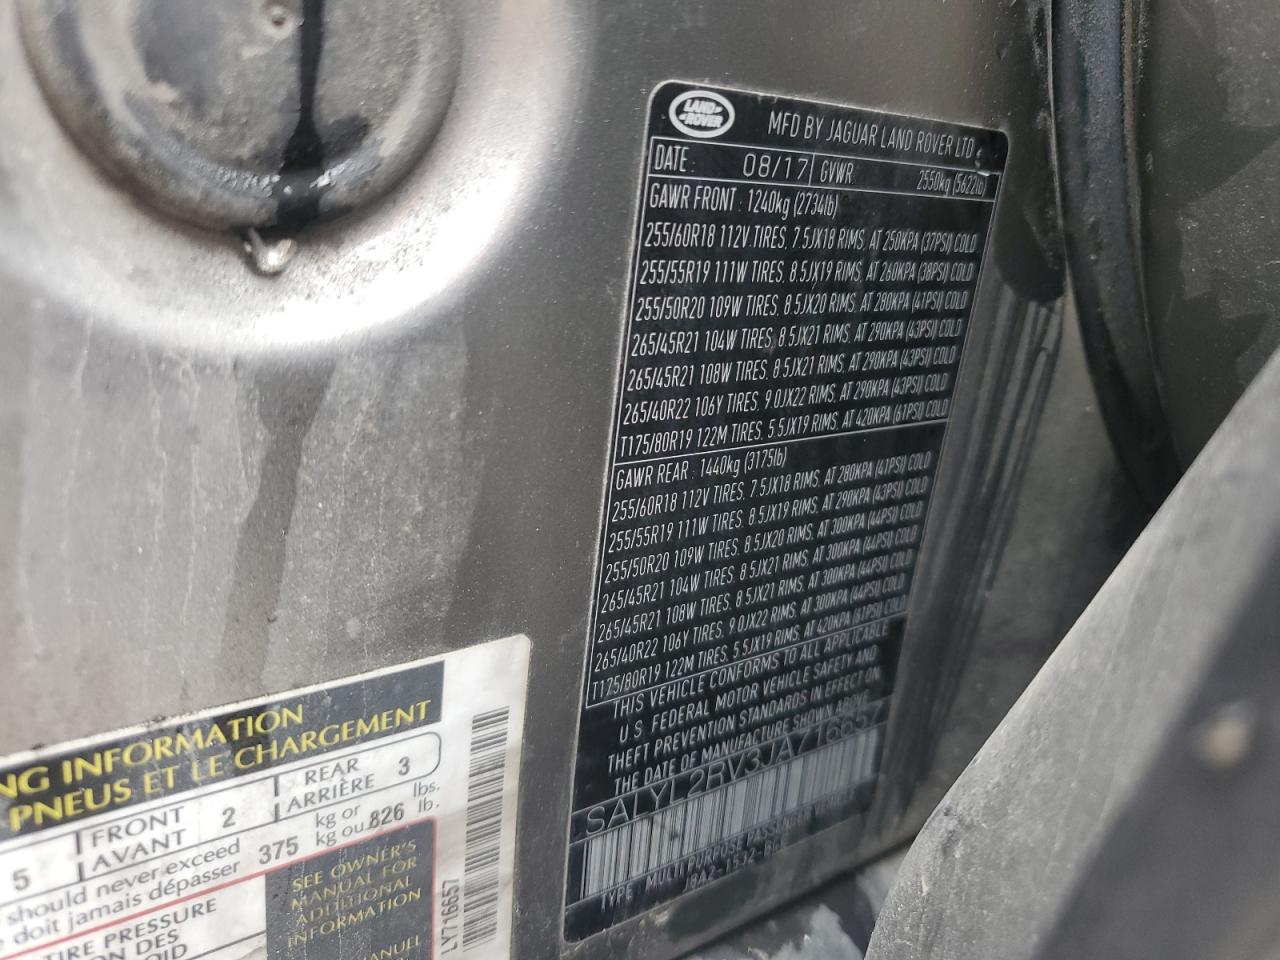 LAND
ROVER
MFD BY JAGUAR LAND ROVER LTD
DATE : 08/17 GVWR 2550kg (5622lb)
GAWR FRONT : 1240kg (2734lb)
255/60R18 112V TIRES, 7.5JX18 RIMS, AT 250KPA (37PSI) COLD
255/55R19 111W TIRES, 8.5JX19 RIMS, AT 260KPA (38PSI) COLD
255/50R20 109W TIRES, 8.5JX20 RIMS, AT 280KPA (41PSI) COLD
265/45R21 104W TIRES, 8.5JX21 RIMS, AT 290KPA (43PSI) COLD
265/45R21 108W TIRES, 8.5JX21 RIMS, AT 290KPA (43PSI) COLD
265/40R22 106Y TIRES, 9.0JX22 RIMS, AT 290KPA (43PSI) COLD
T175/80R19 122M TIRES, 5.5JX19 RIMS, AT 420KPA (61PSI) COLD
GAWR REAR : 1440kg (3175lb)
255/60R18 112V TIRES, 7.5JX18 RIMS, AT 280KPA (41PSI) COLD
255/55R19 111W TIRES, 8.5JX19 RIMS, AT 290KPA (43PSI) COLD
255/50R20 109W TIRES, 8.5JX20 RIMS, AT 300KPA (44PSI) COLD
265/45R21 104W TIRES, 8.5JX21 RIMS, AT 300KPA (44PSI) COLD
265/45R21 108W TIRES, 8.5JX21 RIMS, AT 300KPA (44PSI) COLD
265/40R22 106Y TIRES, 9.0JX22 RIMS, AT 300KPA (44PSI) COLD
T175/80R19 122M TIRES, 5.5JX19 RIMS, AT 420KPA (61PSI) COLD
THIS VEHICLE CONFORMS TO ALL APPLICABLE
U.S. FEDERAL MOTOR VEHICLE SAFETY AND
THEFT PREVENTION STANDARDS IN EFFECT ON
THE DATE OF MANUFACTURE SHOWN ABOVE.
SALYL2RV3JA716657
TYPE : MULTI PURPOSE PASSENGER VEHICLE
NG INFORMATION
PNEUS ET LE CHARGEMENT
5 FRONT 2 REAR 3
AVANT ARRIÈRE
should never exceed 375 kg or 826 lbs.
doit jamais dépasser kg ou lb.
TIRE PRESSURE
ON DES
OID
SEE OWNER'S
MANUAL FOR
ADDITIONAL
INFORMATION
MANUEL
LY716657